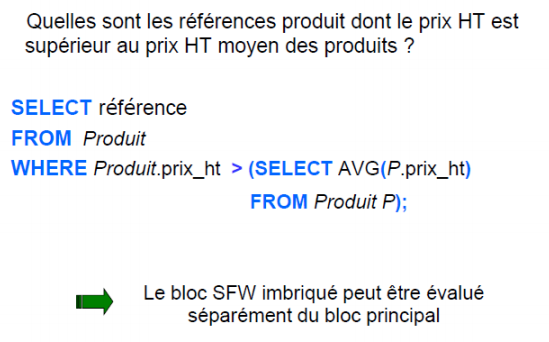 Quelles sont les références produit dont le prix HT est
supérieur au prix HT moyen des produits ?
SELECT référence
FROM Produit
WHERE Produit.prix_ht > (SELECT AVG(P.prix_ht)
FROM Produit P);
Le bloc SFW imbriqué peut être évalué
séparément du bloc principal